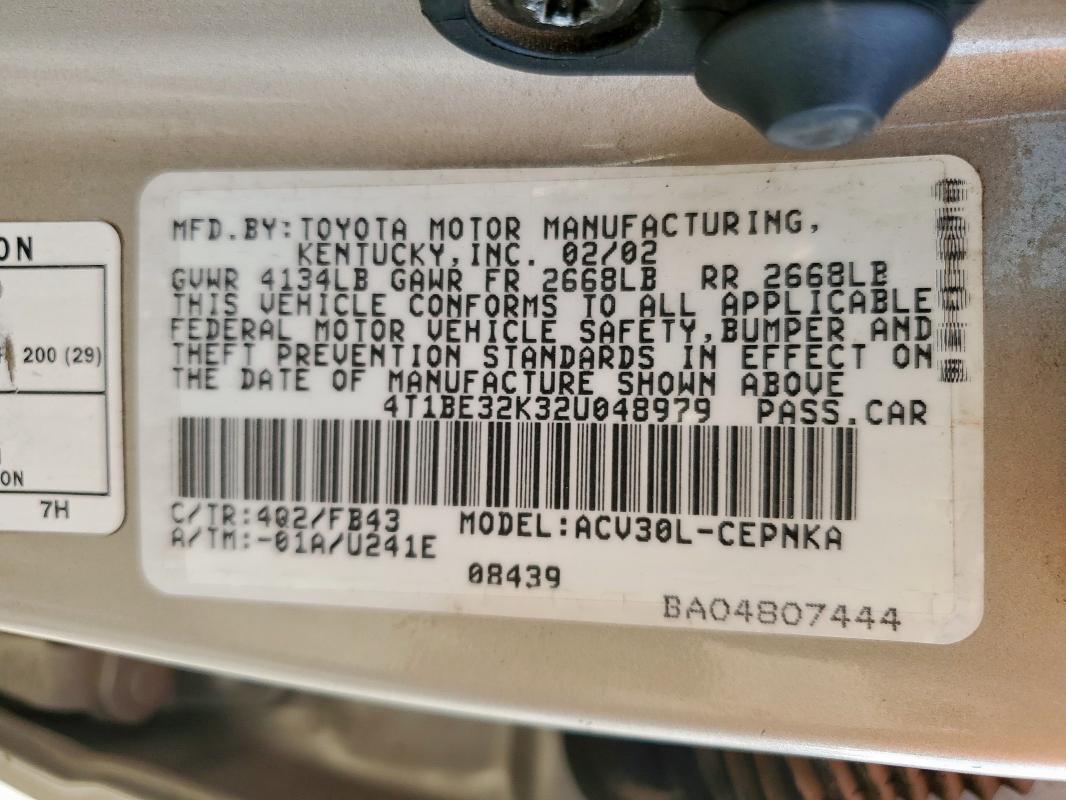 ON
200 (29)
ON
7H
MFD.BY:TOYOTA MOTOR MANUFACTURING,
KENTUCKY,INC. 02/02
GVWR 4134LB GAWR FR 2668LB RR 2668LB
THIS VEHICLE CONFORMS TO ALL APPLICABLE
FEDERAL MOTOR VEHICLE SAFETY,BUMPER AND
THEFT PREVENTION STANDARDS IN EFFECT ON
THE DATE OF MANUFACTURE SHOWN ABOVE
4T1BE32K32U048979 PASS.CAR
C/TR:402/FB43 MODEL:ACV30L-CEPNKA
A/TM:-01A/U241E
08439
BA04807444